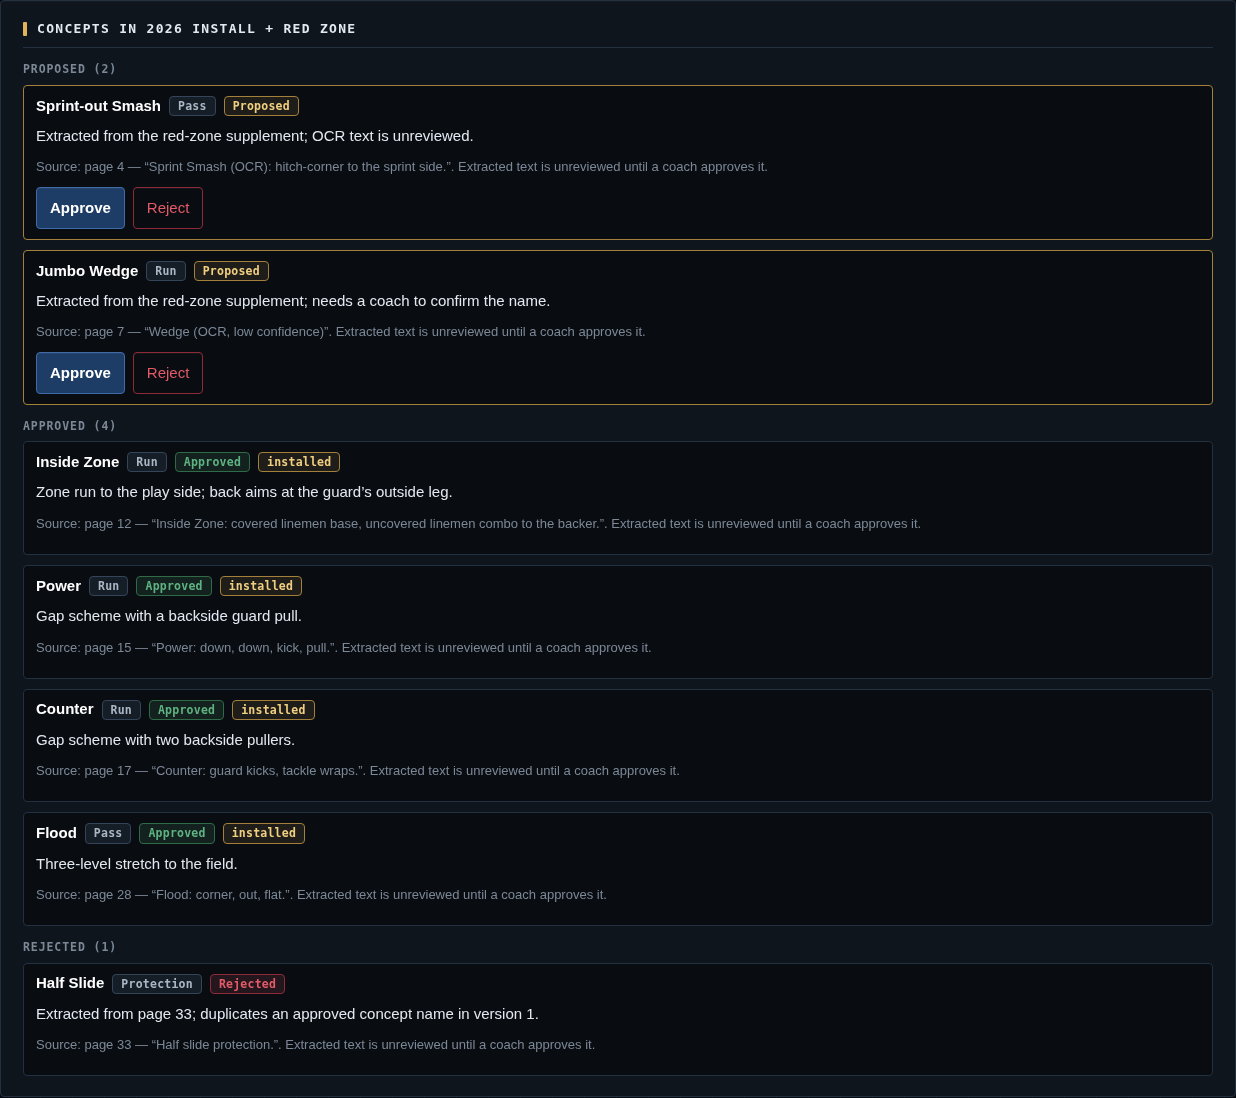 CONCEPTS IN 2026 INSTALL + RED ZONE
PROPOSED (2)
Sprint-out Smash Pass Proposed
Extracted from the red-zone supplement; OCR text is unreviewed.
Source: page 4 — “Sprint Smash (OCR): hitch-corner to the sprint side.”. Extracted text is unreviewed until a coach approves it.
Approve Reject
Jumbo Wedge Run Proposed
Extracted from the red-zone supplement; needs a coach to confirm the name.
Source: page 7 — “Wedge (OCR, low confidence)”. Extracted text is unreviewed until a coach approves it.
Approve Reject
APPROVED (4)
Inside Zone Run Approved installed
Zone run to the play side; back aims at the guard’s outside leg.
Source: page 12 — “Inside Zone: covered linemen base, uncovered linemen combo to the backer.”. Extracted text is unreviewed until a coach approves it.
Power Run Approved installed
Gap scheme with a backside guard pull.
Source: page 15 — “Power: down, down, kick, pull.”. Extracted text is unreviewed until a coach approves it.
Counter Run Approved installed
Gap scheme with two backside pullers.
Source: page 17 — “Counter: guard kicks, tackle wraps.”. Extracted text is unreviewed until a coach approves it.
Flood Pass Approved installed
Three-level stretch to the field.
Source: page 28 — “Flood: corner, out, flat.”. Extracted text is unreviewed until a coach approves it.
REJECTED (1)
Half Slide Protection Rejected
Extracted from page 33; duplicates an approved concept name in version 1.
Source: page 33 — “Half slide protection.”. Extracted text is unreviewed until a coach approves it.